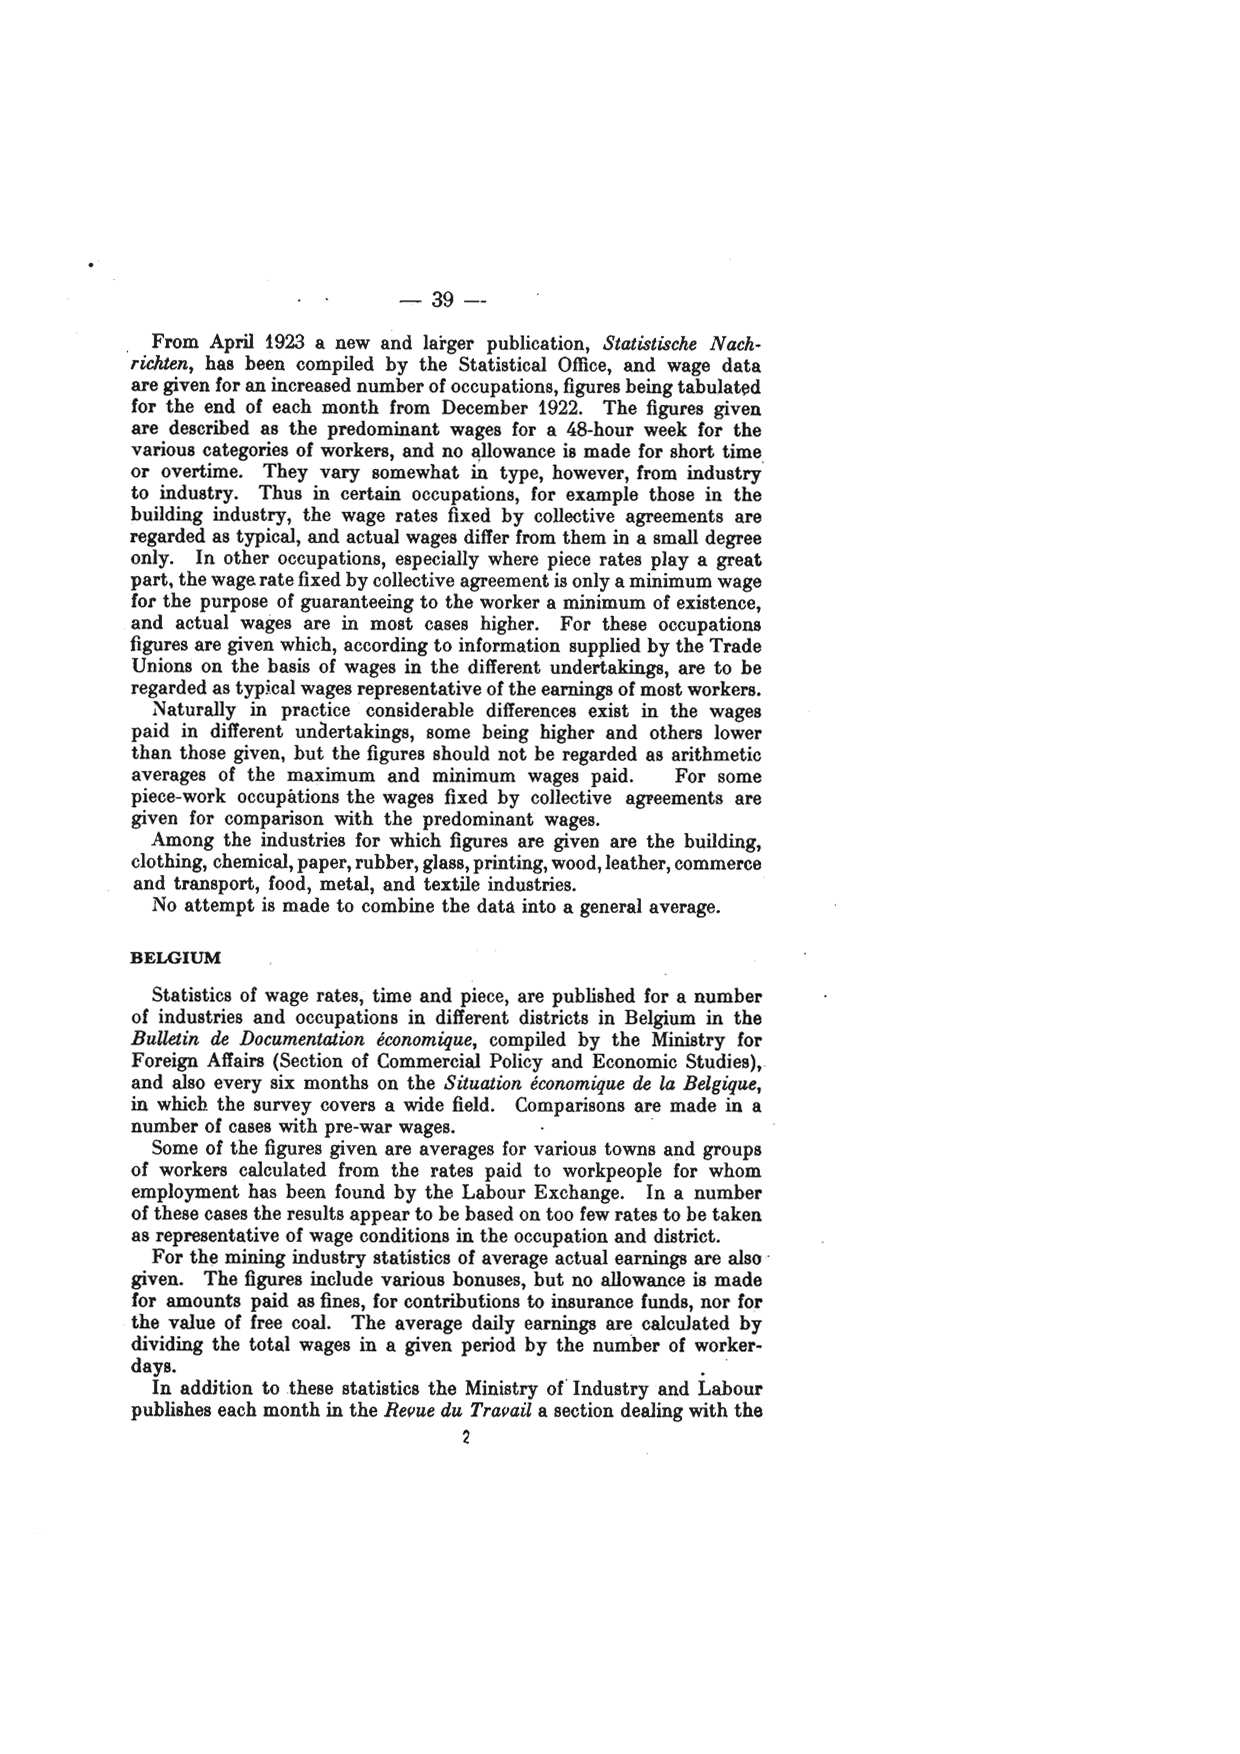 — 39 —
From April 1923 a new and larger publication, Statistische Nach-
richten, has been compiled by the Statistical Office, and wage data
are given for an increased number of occupations, figures being tabulated
for the end of each month from December 1922. The figures given
are described as the predominant wages for a 48-hour week for the
various categories of workers, and no allowance is made for short time
or overtime. They vary somewhat in type, however, from industry
to industry. Thus in certain occupations, for example those in the
building industry, the wage rates fixed by collective agreements are
regarded as typical, and actual wages differ from them in a small degree
only. In other occupations, especially where piece rates play a great
part, the wage rate fixed by collective agreement is only a minimum wage
for the purpose of guaranteeing to the worker a minimum of existence,
and actual wages are in most cases higher. For these occupations
figures are given which, according to information supplied by the Trade
Unions on the basis of wages in the different undertakings, are to be
regarded as typical wages representative of the earnings of most workers.
Naturally in practice considerable differences exist in the wages
paid in different undertakings, some being higher and others lower
than those given, but the figures should not be regarded as arithmetic
averages of the maximum and minimum wages paid. For some
piece-work occupations the wages fixed by collective agreements are
given for comparison with the predominant wages.
Among the industries for which figures are given are the building,
clothing, chemical, paper, rubber, glass, printing, wood, leather, commerce
and transport, food, metal, and textile industries.
No attempt is made to combine the data into a general average.
BELGIUM
Statistics of wage rates, time and piece, are published for a number
of industries and occupations in different districts in Belgium in the
Bulletin de Documentation économique, compiled by the Ministry for
Foreign Affairs (Section of Commercial Policy and Economic Studies),
and also every six months on the Situation économique de la Belgique,
in which the survey covers a wide field. Comparisons are made in a
number of cases with pre-war wages.
Some of the figures given are averages for various towns and groups
of workers calculated from the rates paid to workpeople for whom
employment has been found by the Labour Exchange. In a number
of these cases the results appear to be based on too few rates to be taken
as representative of wage conditions in the occupation and district.
For the mining industry statistics of average actual earnings are also
given. The figures include various bonuses, but no allowance is made
for amounts paid as fines, for contributions to insurance funds, nor for
the value of free coal. The average daily earnings are calculated by
dividing the total wages in a given period by the number of worker-
days.
In addition to these statistics the Ministry of Industry and Labour
publishes each month in the Revue du Travail a section dealing with the
2